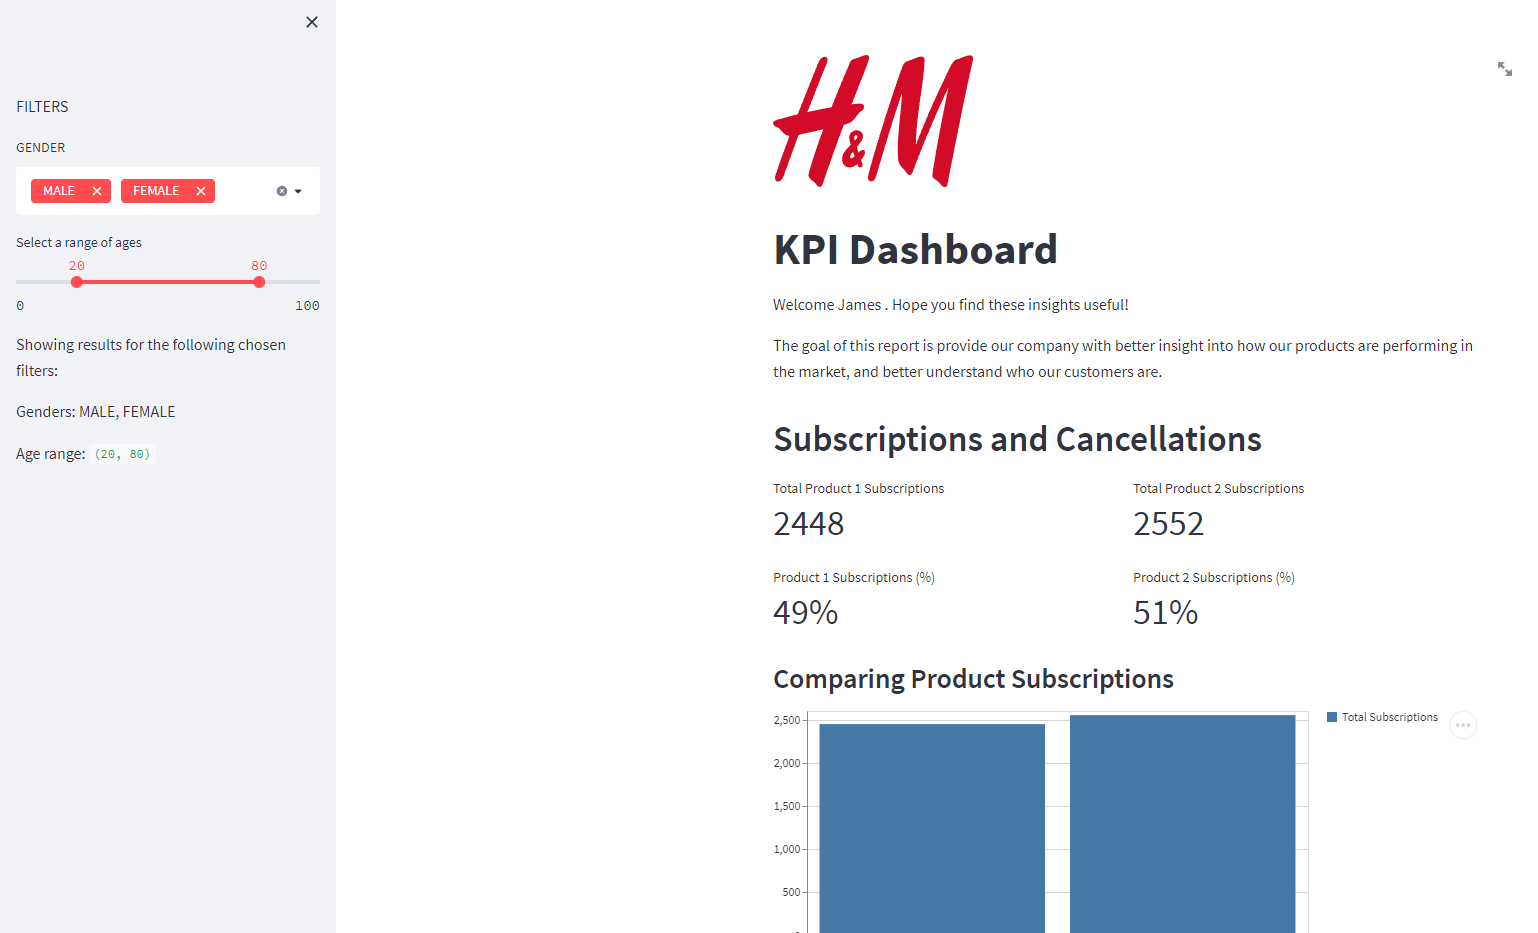 FILTERS
GENDER
MALE FEMALE
Select a range of ages
20 80
0 100
Showing results for the following chosen
filters:
Genders: MALE, FEMALE
Age range: (20, 80)
H&M
KPI Dashboard
Welcome James . Hope you find these insights useful!
The goal of this report is provide our company with better insight into how our products are performing in
the market, and better understand who our customers are.
Subscriptions and Cancellations
Total Product 1 Subscriptions
2448
Total Product 2 Subscriptions
2552
Product 1 Subscriptions (%)
49%
Product 2 Subscriptions (%)
51%
Comparing Product Subscriptions
2,500
2,000
1,500
1,000
500
Total Subscriptions